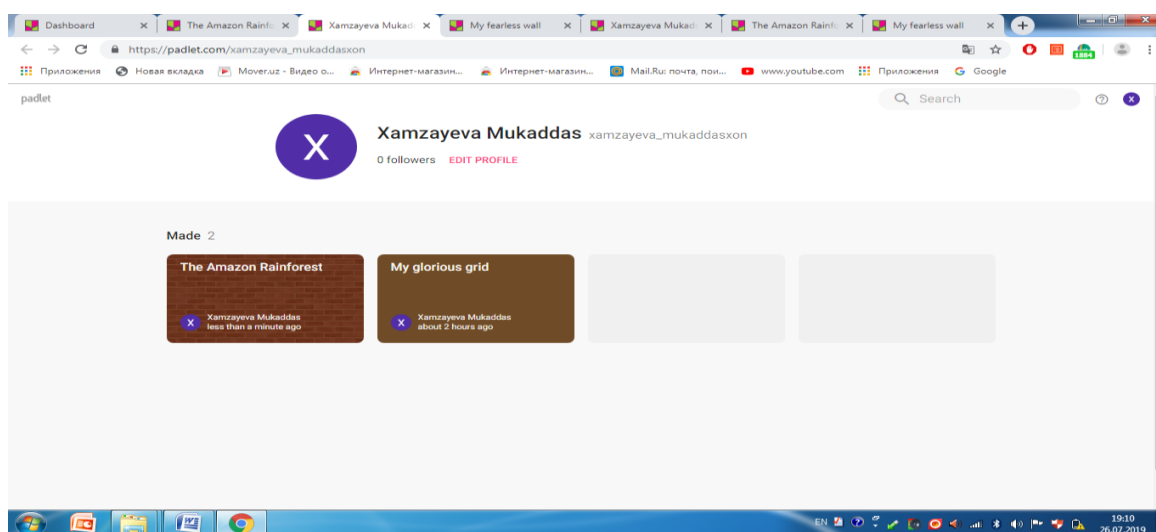 Dashboard
The Amazon Rainfo
Xamzayeva Mukad
My fearless wall
Xamzayeva Mukad
The Amazon Rainfo
My fearless wall
https://padlet.com/xamzayeva_mukaddasxon
1884
Приложения
Новая вкладка
Mover.uz - Видео о...
Интернет-магазин...
Интернет-магазин...
Mail.Ru: почта, пои...
www.youtube.com
Приложения
Google
padlet
Search
X
X
Xamzayeva Mukaddas xamzayeva_mukaddasxon
0 followers EDIT PROFILE
Made 2
The Amazon Rainforest
X
Xamzayeva Mukaddas
less than a minute ago
My glorious grid
X
Xamzayeva Mukaddas
about 2 hours ago
EN
19:10
26.07.2019